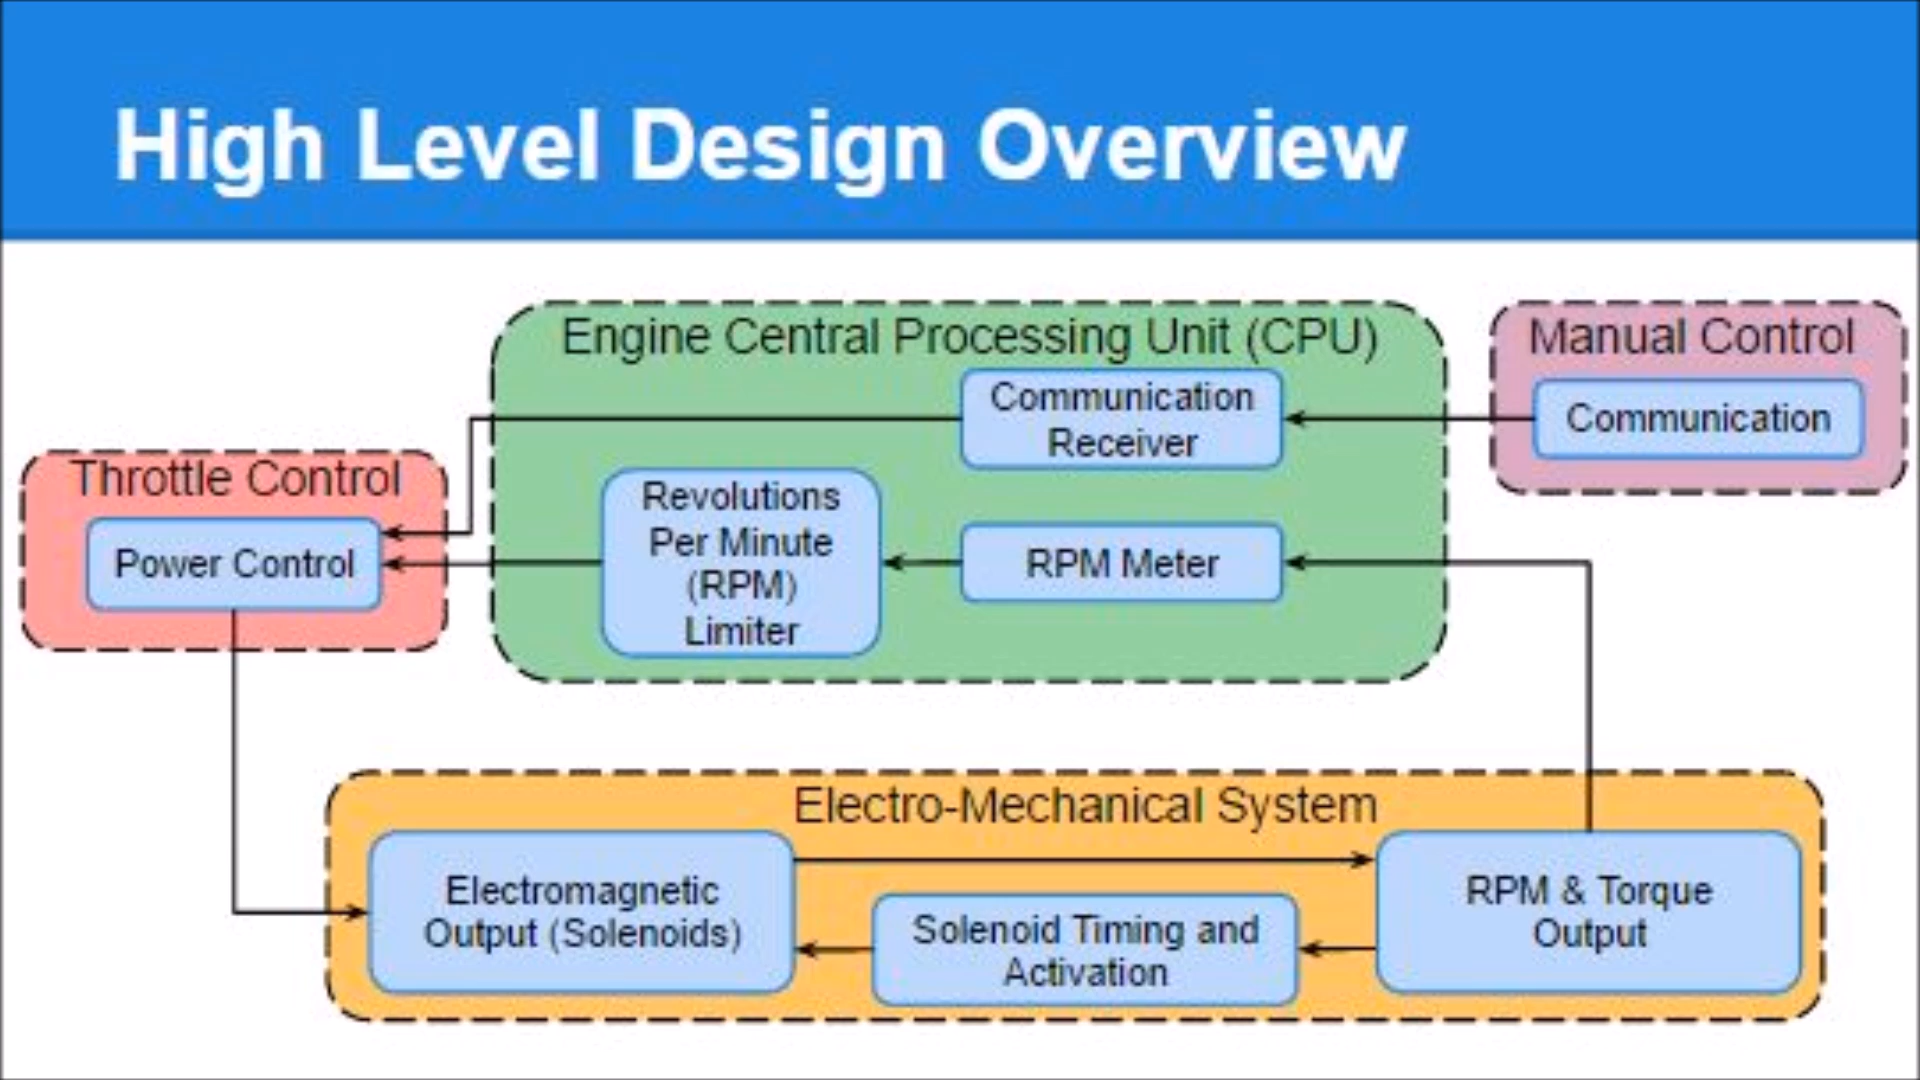 High Level Design Overview
Engine Central Processing Unit (CPU)
Manual Control
Communication
Receiver
Communication
Throttle Control
Power Control
Revolutions
Per Minute
(RPM)
Limiter
RPM Meter
Electro-Mechanical System
Electromagnetic
Output (Solenoids)
Solenoid Timing and
Activation
RPM & Torque
Output